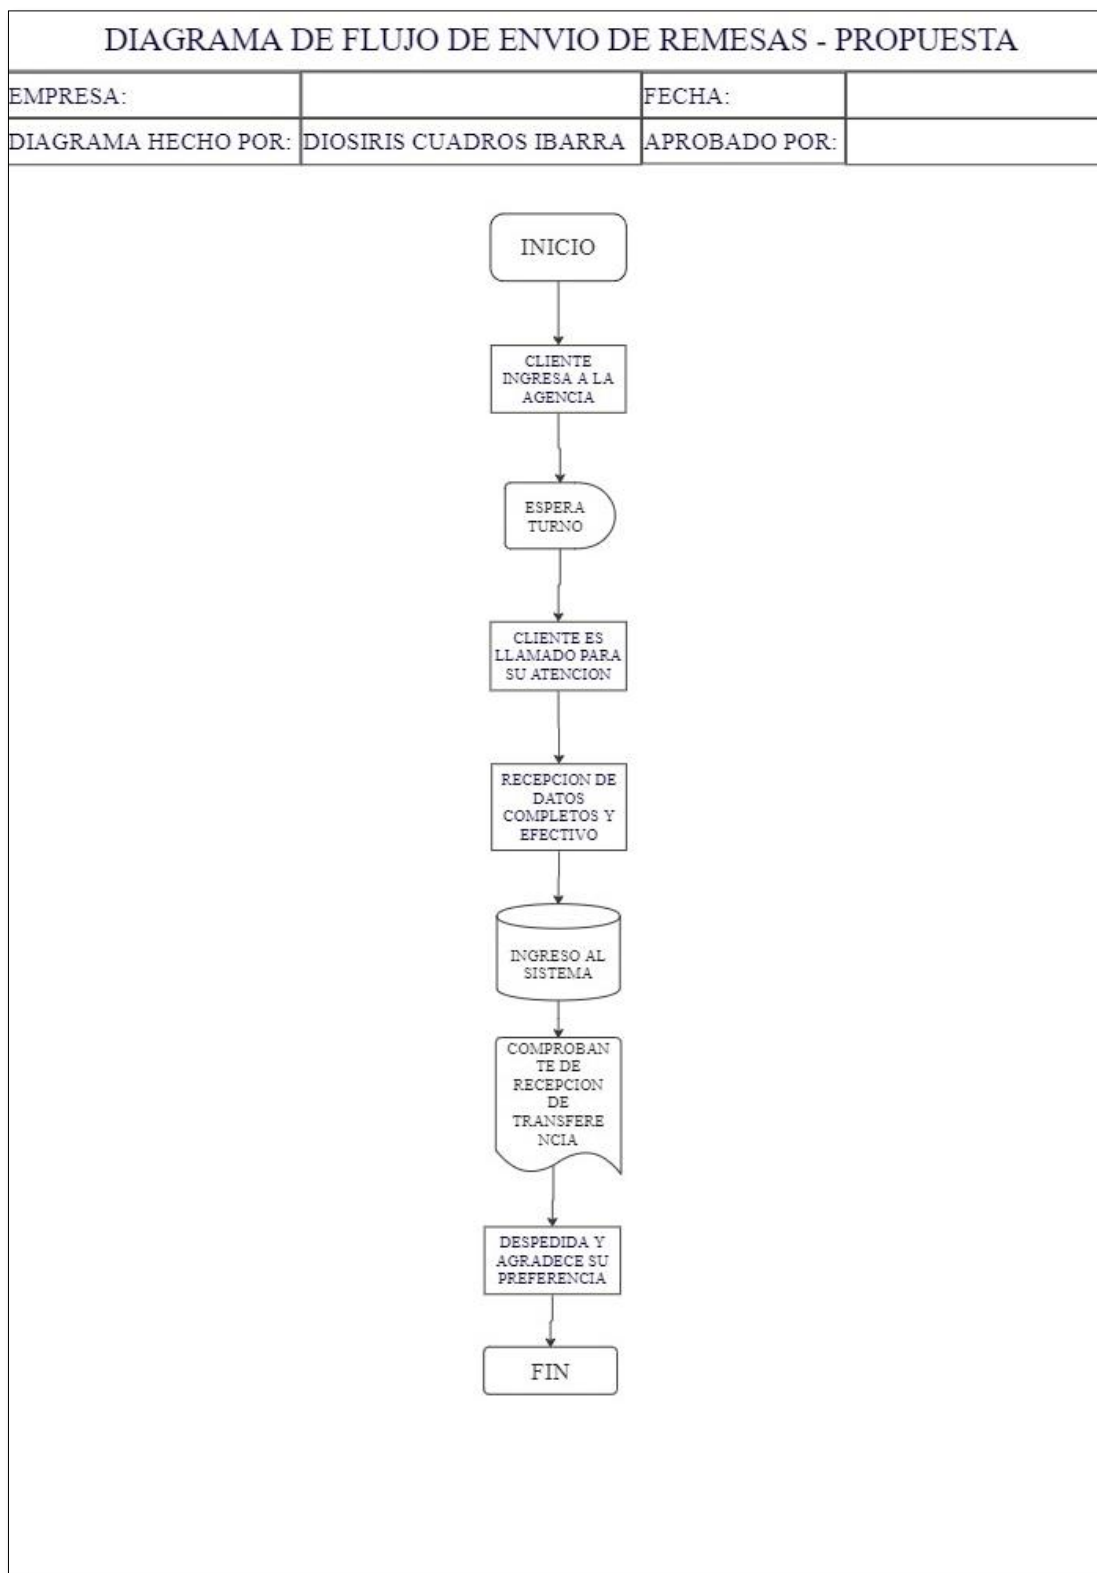 DIAGRAMA DE FLUJO DE ENVIO DE REMESAS - PROPUESTA
EMPRESA:
FECHA:
DIAGRAMA HECHO POR:
DIOSIRIS CUADROS IBARRA
APROBADO POR:
INICIO
CLIENTE
INGRESA A LA
AGENCIA
ESPERA
TURNO
CLIENTE ES
LLAMADO PARA
SU ATENCION
RECEPCION DE
DATOS
COMPLETOS Y
EFECTIVO
INGRESO AL
SISTEMA
COMPROBAN
TE DE
RECEPCION
DE
TRANSFERE
NCIA
DESPEDIDA Y
AGRADECE SU
PREFERENCIA
FIN